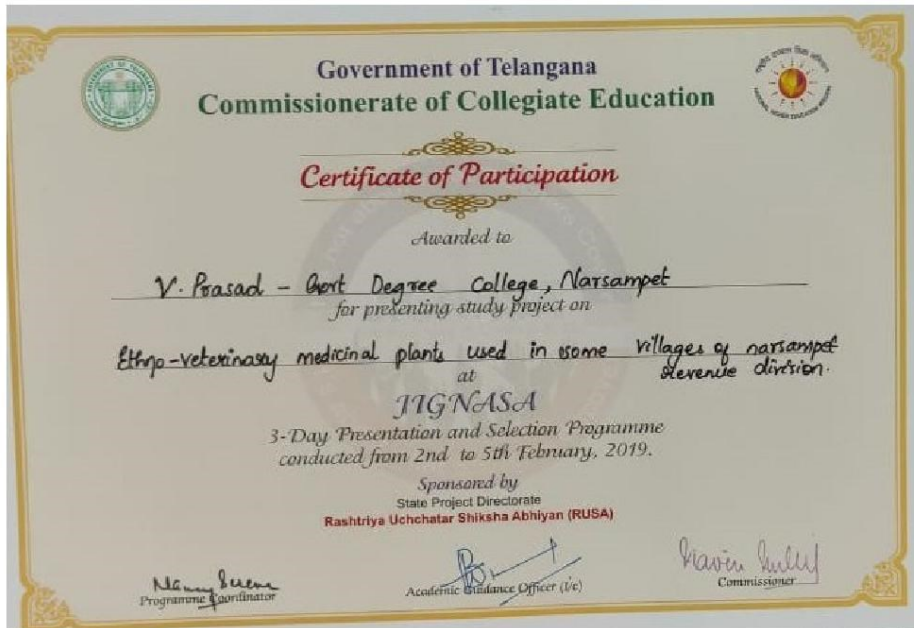 Government of Telangana
Commissionerate of Collegiate Education
Certificate of Participation
Awarded to
V. Prasad - Govt Degree College, Narsampet
for presenting study project on
Ethno-veterinary medicinal plants used in some villages of narsampet
Revenue division.
at
JIGNASA
3-Day Presentation and Selection Programme
conducted from 2nd to 5th February, 2019.
Sponsored by
State Project Directorate
Rashtriya Uchchatar Shiksha Abhiyan (RUSA)
Programme Coordinator
Academic Guidance Officer (i/c)
Commissioner